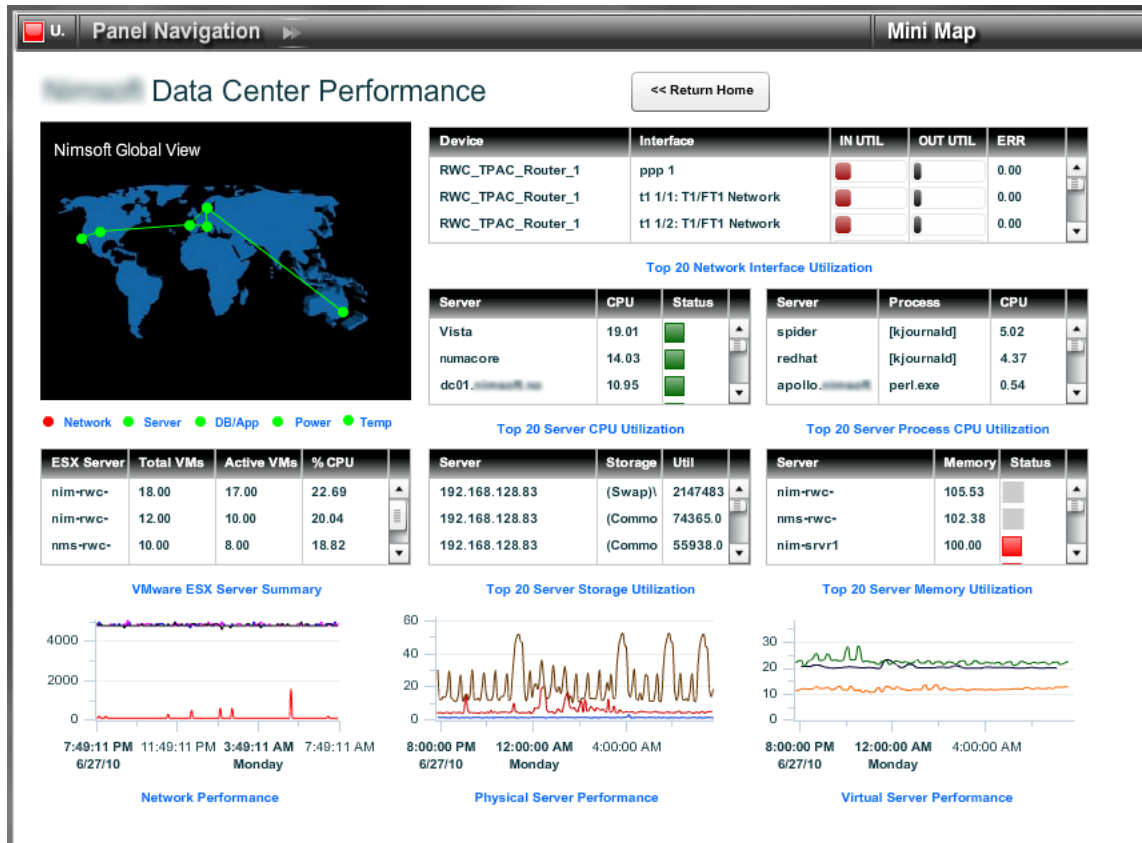 U. Panel Navigation Mini Map
Data Center Performance
<< Return Home
Nimsoft Global View
Network Server DB/App Power Temp
Device Interface IN UTIL OUT UTIL ERR
RWC_TPAC_Router_1 ppp 1 0.00
RWC_TPAC_Router_1 t1 1/1: T1/FT1 Network 0.00
RWC_TPAC_Router_1 t1 1/2: T1/FT1 Network 0.00
Top 20 Network Interface Utilization
Server CPU Status
Vista 19.01
numacore 14.03
dc01. 10.95
Top 20 Server CPU Utilization
Server Process CPU
spider [kjournald] 5.02
redhat [kjournald] 4.37
apollo. perl.exe 0.54
Top 20 Server Process CPU Utilization
ESX Server Total VMs Active VMs % CPU
nim-rwc- 18.00 17.00 22.69
nim-rwc- 12.00 10.00 20.04
nms-rwc- 10.00 8.00 18.82
VMware ESX Server Summary
Server Storage Util
192.168.128.83 (Swap)\ 2147483
192.168.128.83 (Commo 74365.0
192.168.128.83 (Commo 55938.0
Top 20 Server Storage Utilization
Server Memory Status
nim-rwc- 105.53
nms-rwc- 102.38
nim-srvr1 100.00
Top 20 Server Memory Utilization
4000
2000
0
7:49:11 PM 11:49:11 PM 3:49:11 AM 7:49:11 AM
6/27/10 Monday
Network Performance
60
40
20
0
8:00:00 PM 12:00:00 AM 4:00:00 AM
6/27/10 Monday
Physical Server Performance
30
20
10
0
8:00:00 PM 12:00:00 AM 4:00:00 AM
6/27/10 Monday
Virtual Server Performance